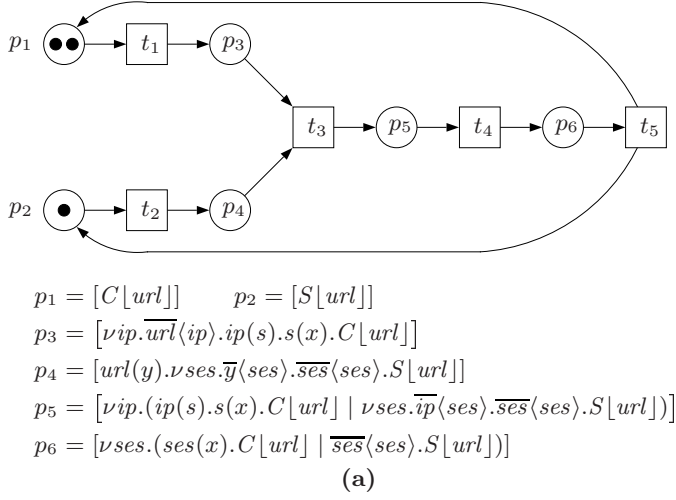 p₁ t₁ p₃
t₃ p₅ t₄ p₆ t₅
p₂ t₂ p₄
p₁ = [C⌊url⌋] p₂ = [S⌊url⌋]
p₃ = [νip.u̅r̅l̅⟨ip⟩.ip(s).s(x).C⌊url⌋]
p₄ = [url(y).νses.y̅⟨ses⟩.s̅e̅s̅⟨ses⟩.S⌊url⌋]
p₅ = [νip.(ip(s).s(x).C⌊url⌋ | νses.i̅p̅⟨ses⟩.s̅e̅s̅⟨ses⟩.S⌊url⌋)]
p₆ = [νses.(ses(x).C⌊url⌋ | s̅e̅s̅⟨ses⟩.S⌊url⌋)]
(a)